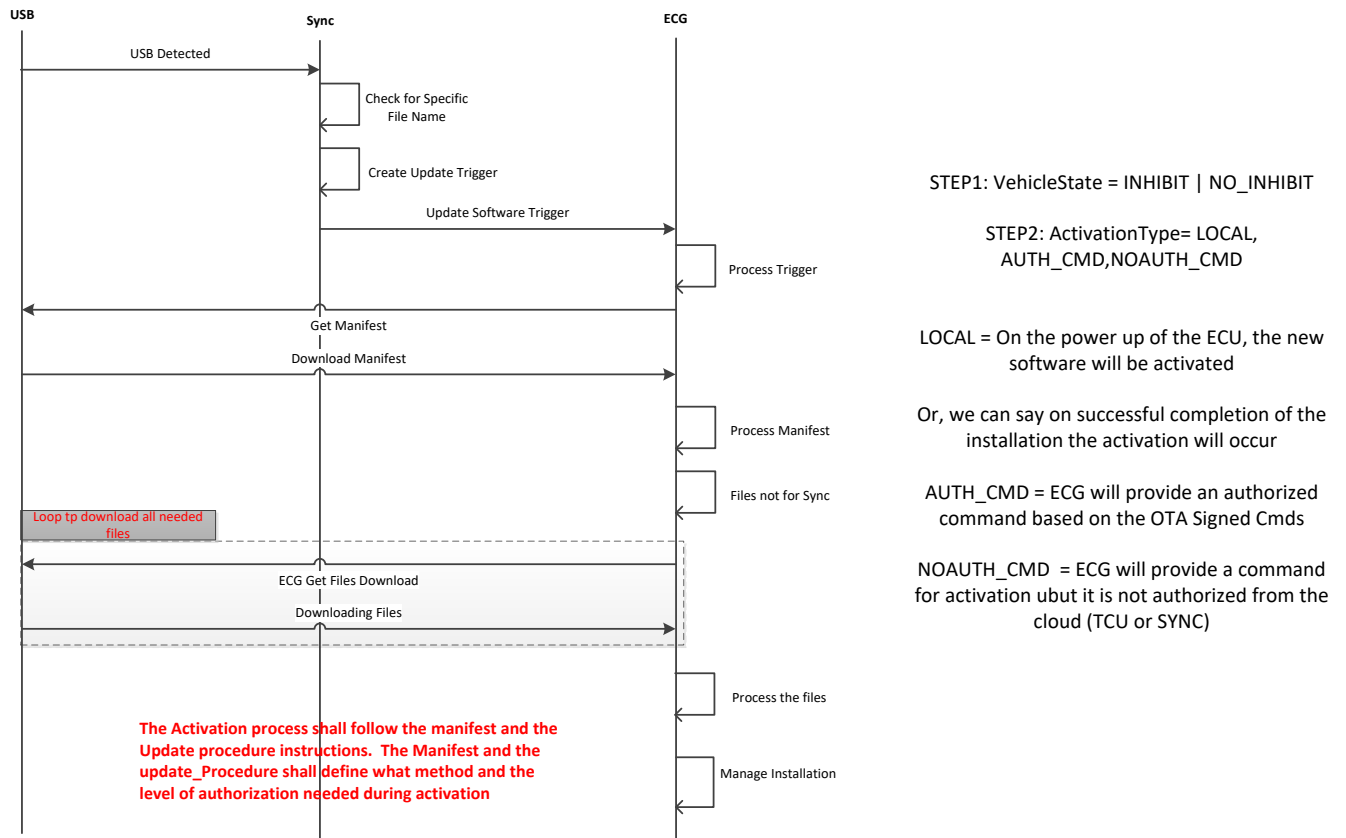 USB
Sync
ECG
USB Detected
Check for Specific
File Name
Create Update Trigger
Update Software Trigger
Process Trigger
Get Manifest
Download Manifest
Process Manifest
Files not for Sync
Loop tp download all needed
files
ECG Get Files Download
Downloading Files
Process the files
Manage Installation
The Activation process shall follow the manifest and the
Update procedure instructions.  The Manifest and the
update_Procedure shall define what method and the
level of authorization needed during activation
STEP1: VehicleState = INHIBIT | NO_INHIBIT
STEP2: ActivationType= LOCAL,
AUTH_CMD,NOAUTH_CMD
LOCAL = On the power up of the ECU, the new
software will be activated
Or, we can say on successful completion of the
installation the activation will occur
AUTH_CMD = ECG will provide an authorized
command based on the OTA Signed Cmds
NOAUTH_CMD  = ECG will provide a command
for activation ubut it is not authorized from the
cloud (TCU or SYNC)